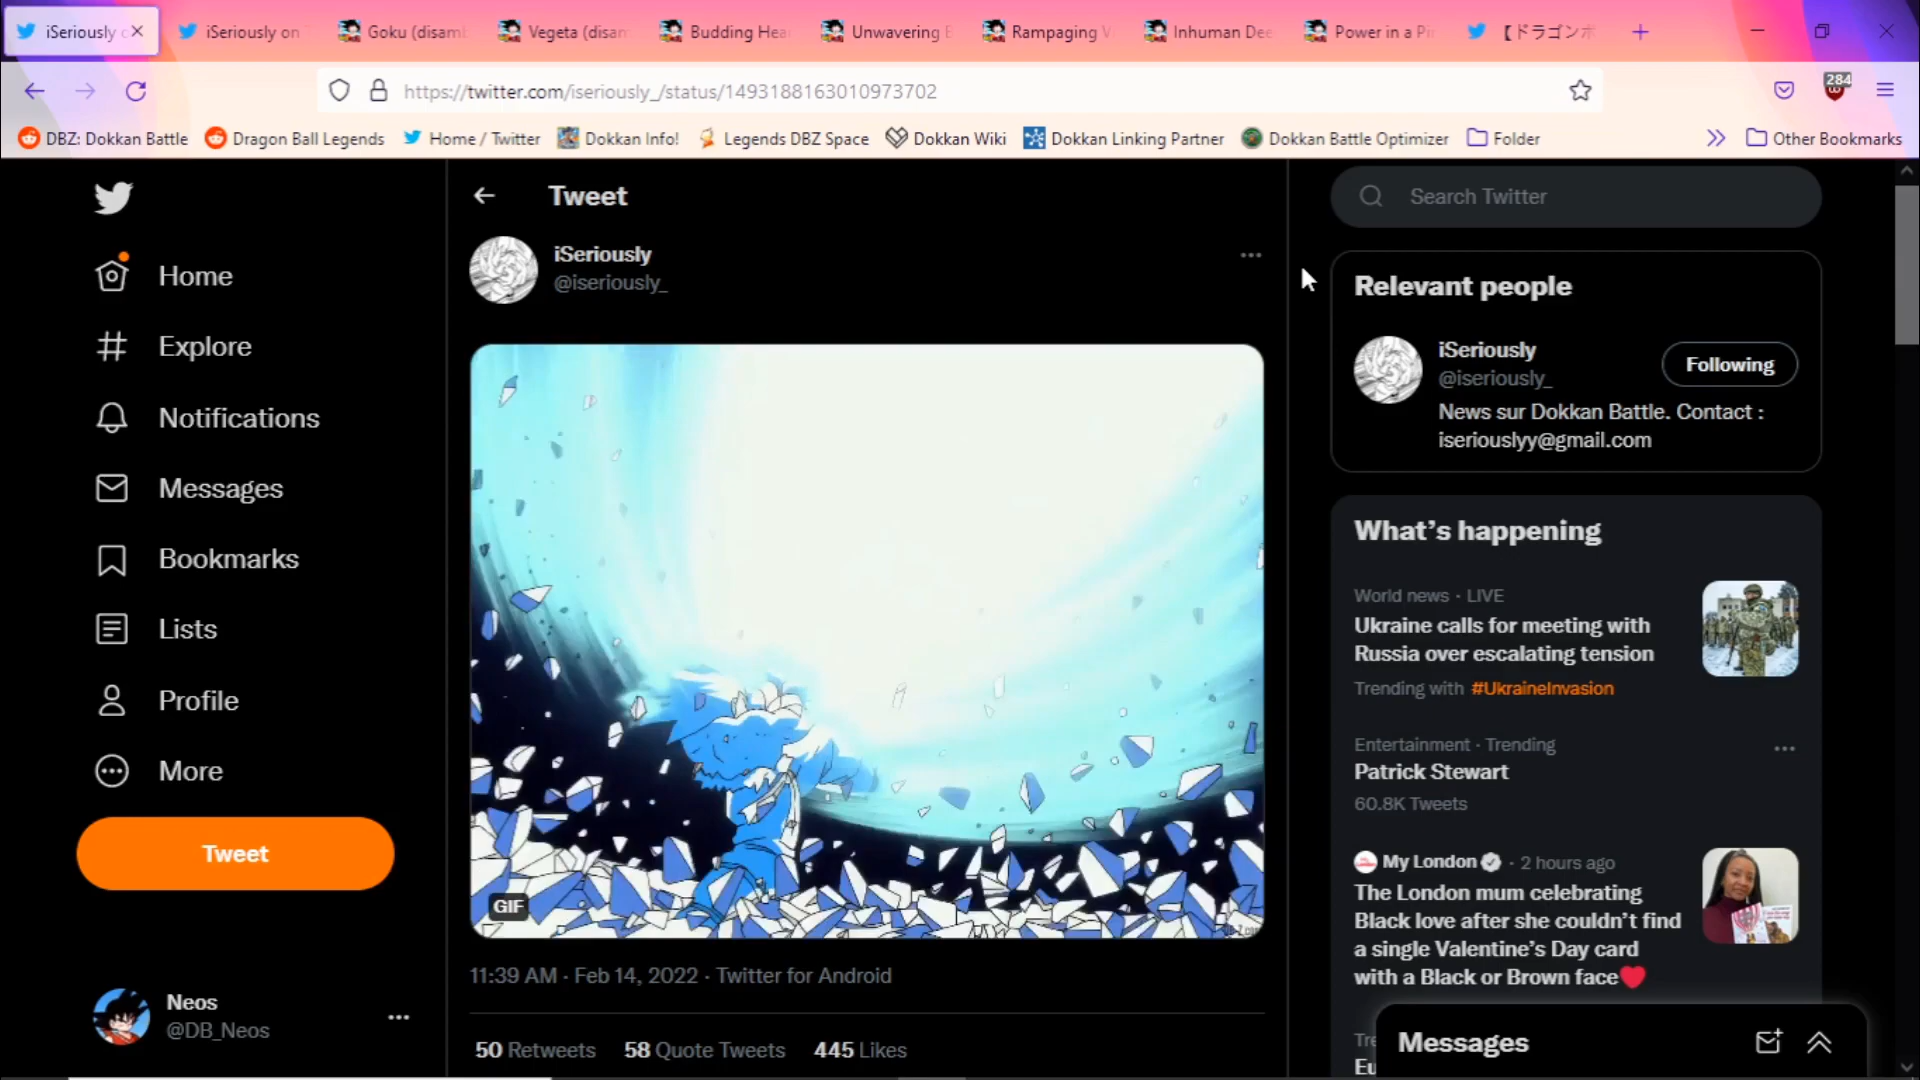 iSeriously
iSeriously on
Goku (disam
Vegeta (disam
Budding Hea
Unwavering
Rampaging V
Inhuman Dee
Power in a Pi
【ドラゴンボ
https://twitter.com/iseriously_/status/1493188163010973702
284
DBZ: Dokkan Battle
Dragon Ball Legends
Home / Twitter
Dokkan Info!
Legends DBZ Space
Dokkan Wiki
Dokkan Linking Partner
Dokkan Battle Optimizer
Folder
Other Bookmarks
Home
Explore
Notifications
Messages
Bookmarks
Lists
Profile
More
Tweet
Neos
@DB_Neos
Tweet
iSeriously
@iseriously_
GIF
11:39 AM · Feb 14, 2022 · Twitter for Android
50 Retweets 58 Quote Tweets 445 Likes
Search Twitter
Relevant people
iSeriously
@iseriously_
Following
News sur Dokkan Battle. Contact :
iseriouslyy@gmail.com
What's happening
World news · LIVE
Ukraine calls for meeting with
Russia over escalating tension
Trending with #UkraineInvasion
Entertainment · Trending
Patrick Stewart
60.8K Tweets
My London · 2 hours ago
The London mum celebrating
Black love after she couldn't find
a single Valentine's Day card
with a Black or Brown face❤
Tre
Eu
Messages